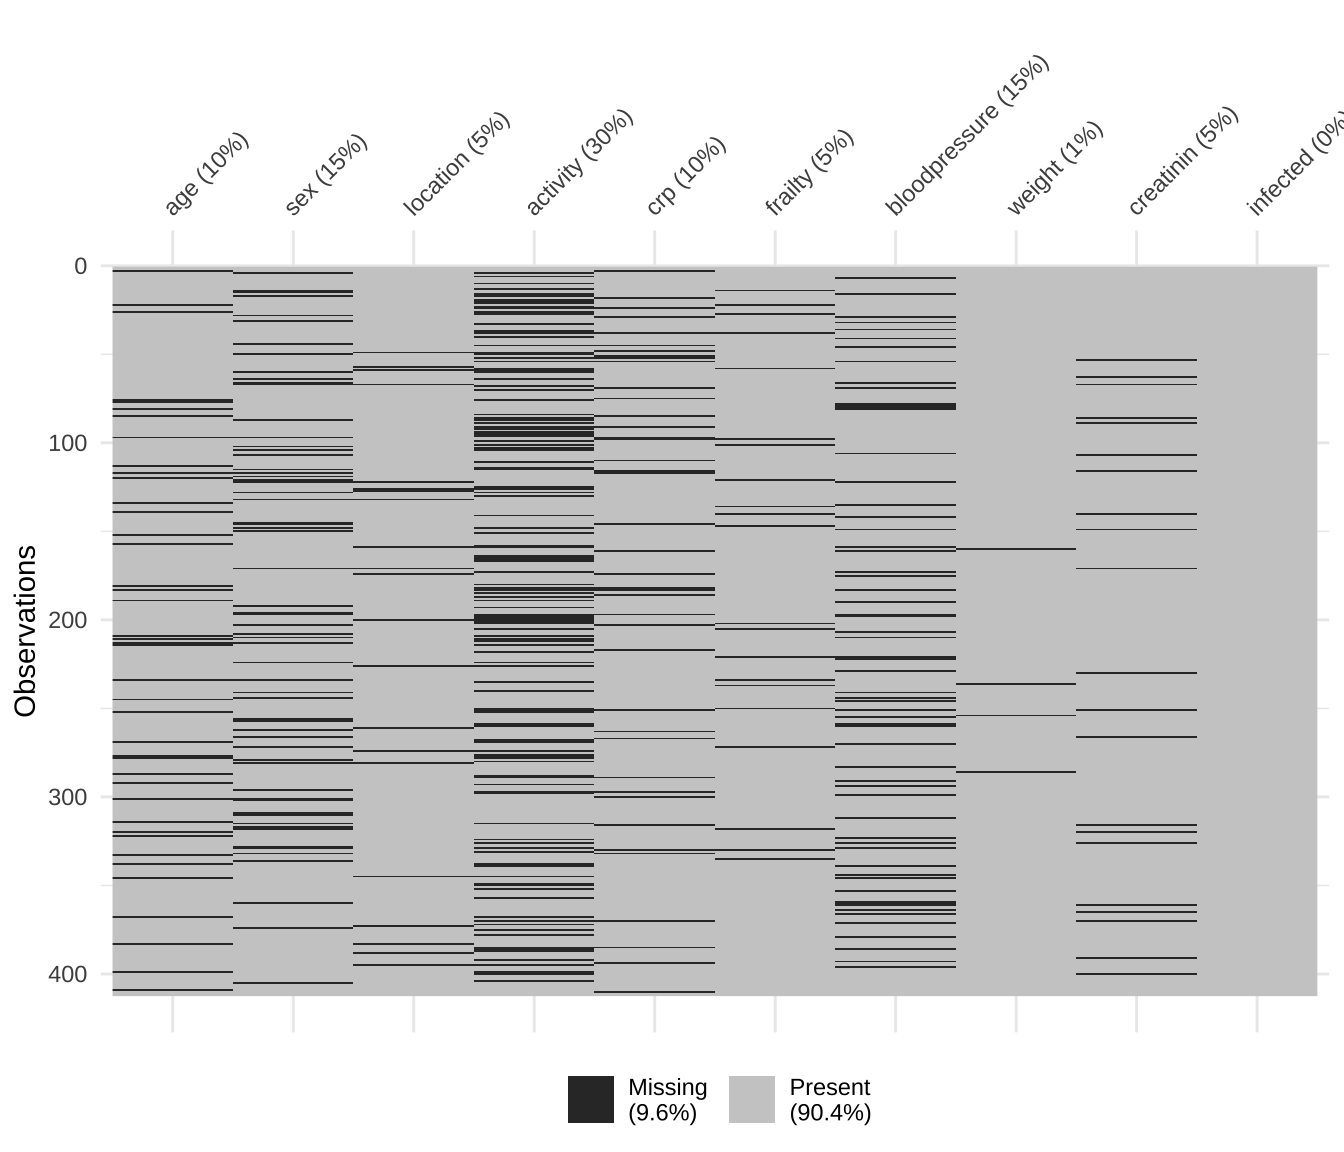 age (10%)
sex (15%)
location (5%)
activity (30%)
crp (10%)
frailty (5%)
bloodpressure (15%)
weight (1%)
creatinin (5%)
infected (0%
0
100
200
300
400
Observations
Missing
(9.6%)
Present
(90.4%)